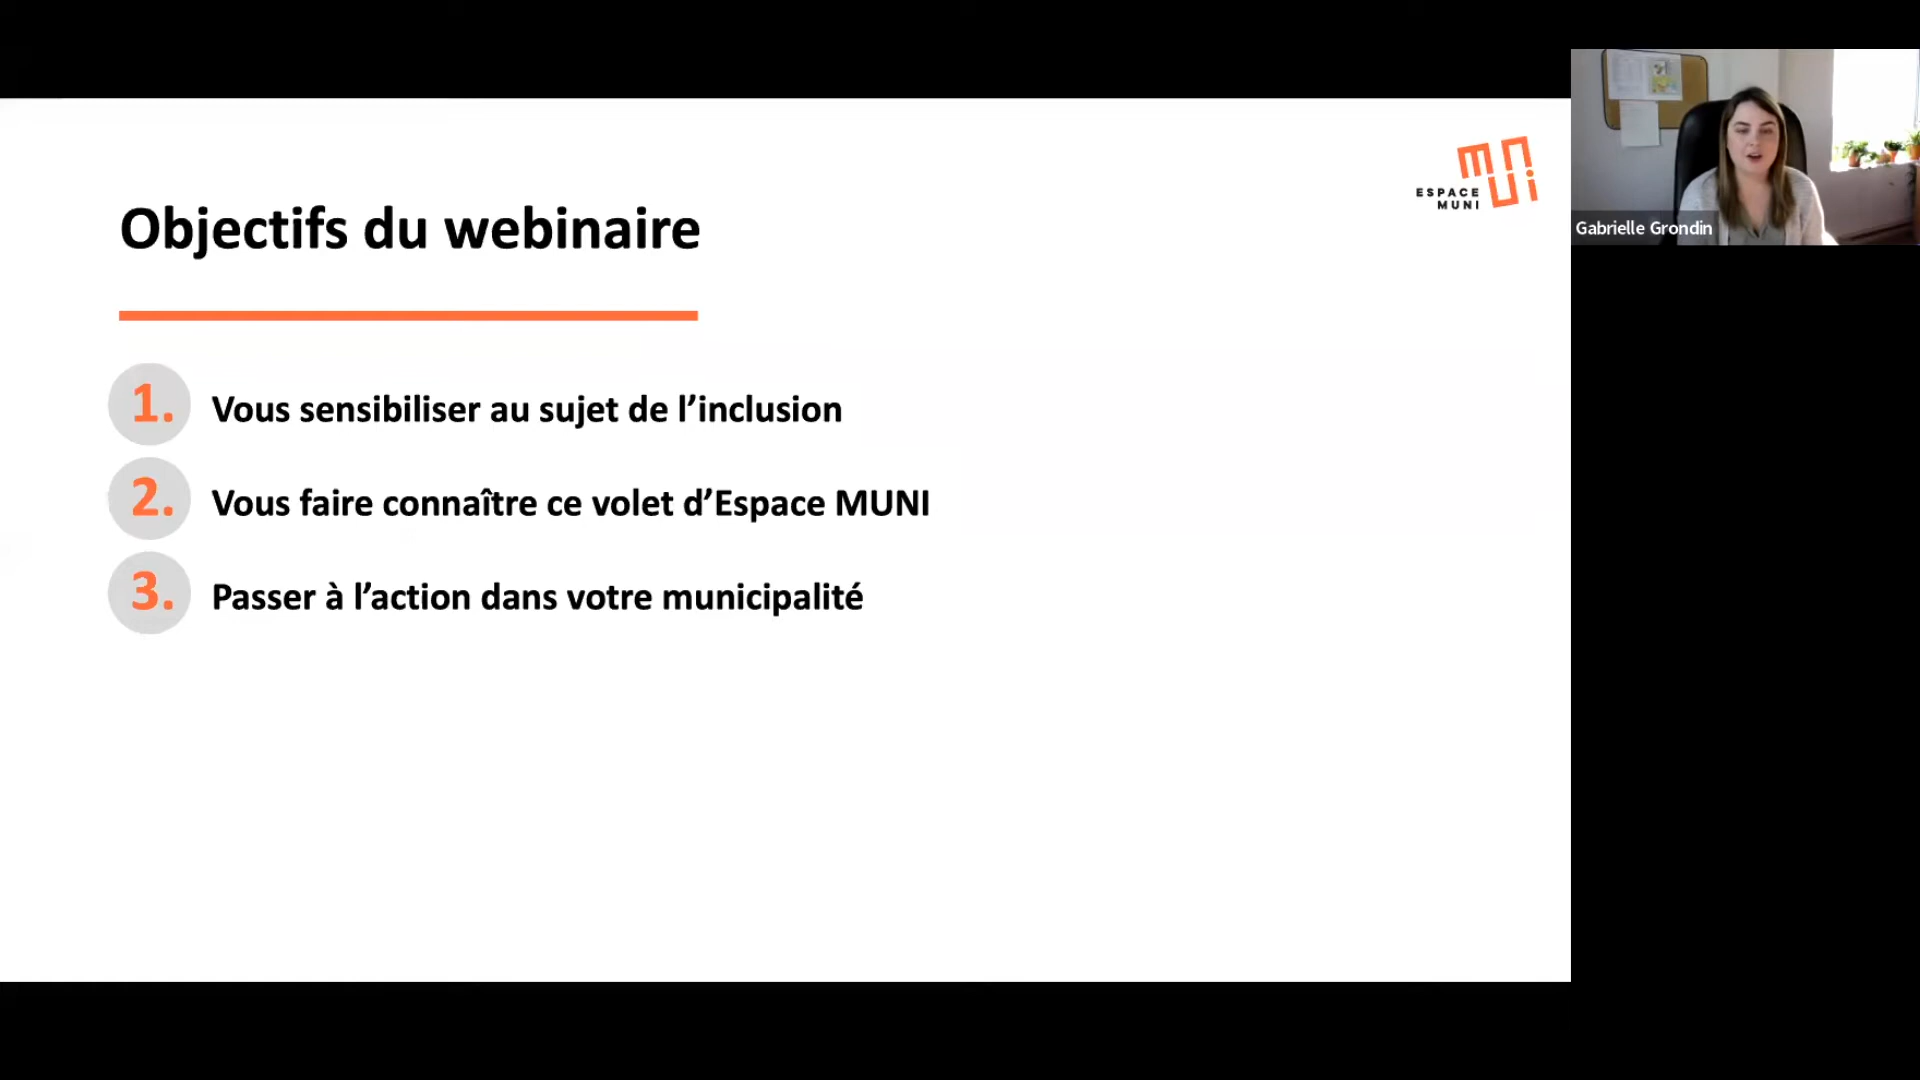 Objectifs du webinaire
1. Vous sensibiliser au sujet de l’inclusion
2. Vous faire connaître ce volet d’Espace MUNI
3. Passer à l’action dans votre municipalité
muni
ESPACE
MUNI
Gabrielle Grondin